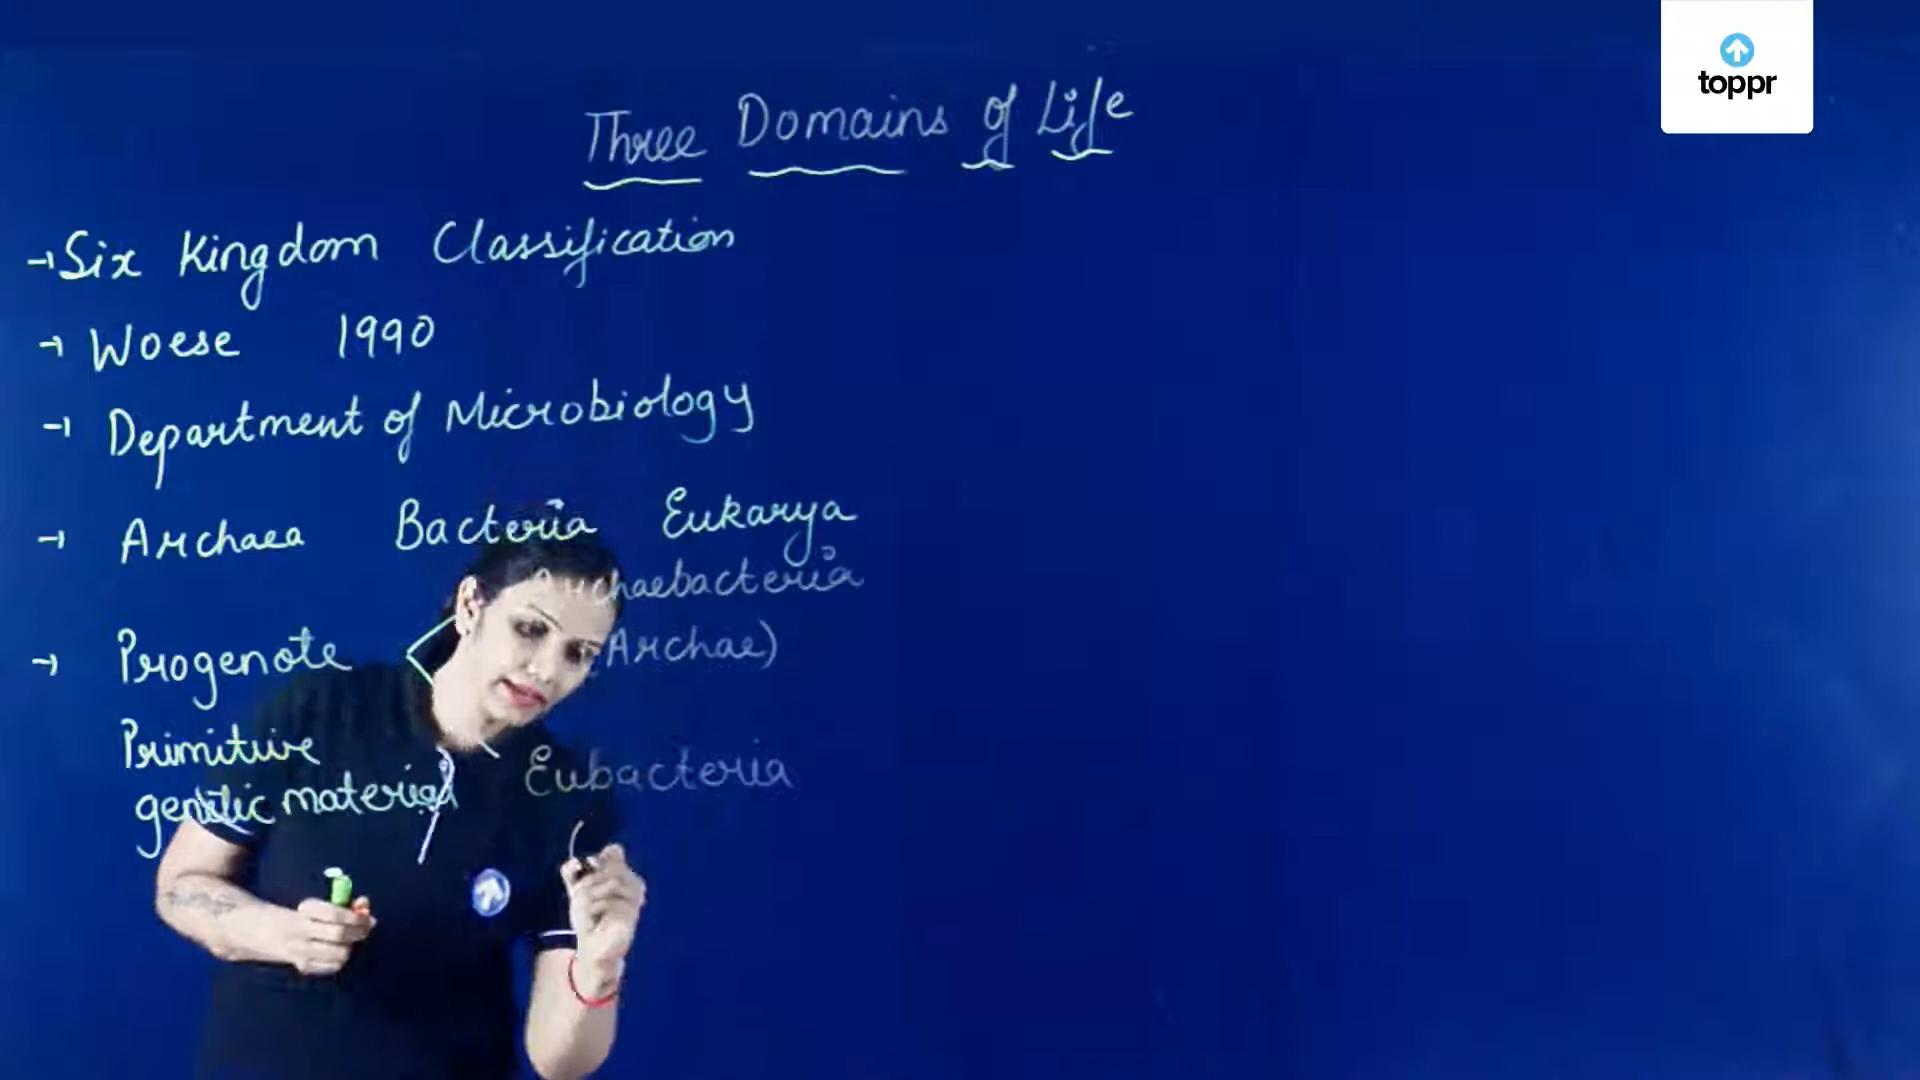 toppr
Three Domains of Life
→ Six Kingdom Classification
→ Woese 1990
→ Department of Microbiology
→ Archaea Bacteria Eukarya
Archaebacteria
→ Progenote (Archae)
Primitive
genetic material
Eubacteria
(